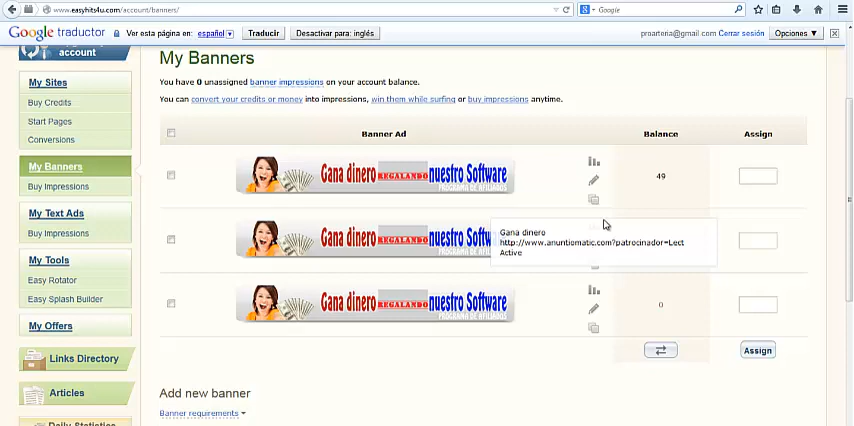 www.easyhits4u.com/account/banners/
Google
Google traductor
Ver esta página en: español
Traducir
Desactivar para: inglés
proarteria@gmail.com Cerrar sesión
Opciones
account
My Sites
Buy Credits
Start Pages
Conversions
My Banners
Buy Impressions
My Text Ads
Buy Impressions
My Tools
Easy Rotator
Easy Splash Builder
My Offers
Links Directory
Articles
Daily Statistics
My Banners
You have 0 unassigned banner impressions on your account balance.
You can convert your credits or money into impressions, win them while surfing or buy impressions anytime.
Banner Ad
Balance
Assign
Gana dinero REGALANDO nuestro Software
PROGRAMA DE AFILIADOS
49
Gana dinero REGALANDO
Gana dinero
http://www.anuntiomatic.com?patrocinador=Lect
Active
Gana dinero REGALANDO nuestro Software
PROGRAMA DE AFILIADOS
0
Assign
Add new banner
Banner requirements